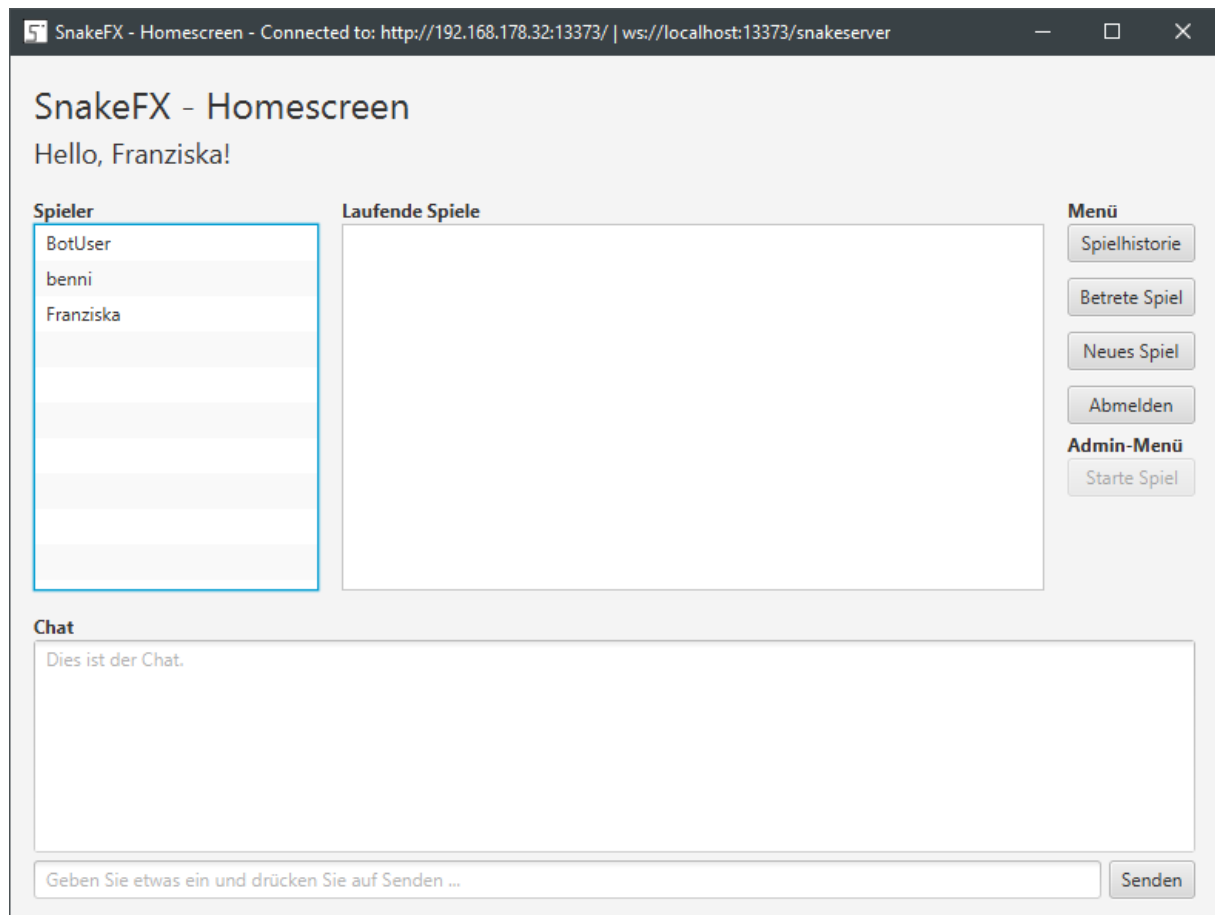 SnakeFX - Homescreen - Connected to: http://192.168.178.32:13373/ | ws://localhost:13373/snakeserver
SnakeFX - Homescreen
Hello, Franziska!
Spieler
BotUser
benni
Franziska
Laufende Spiele
Menü
Spielhistorie
Betrete Spiel
Neues Spiel
Abmelden
Admin-Menü
Starte Spiel
Chat
Dies ist der Chat.
Geben Sie etwas ein und drücken Sie auf Senden ...
Senden